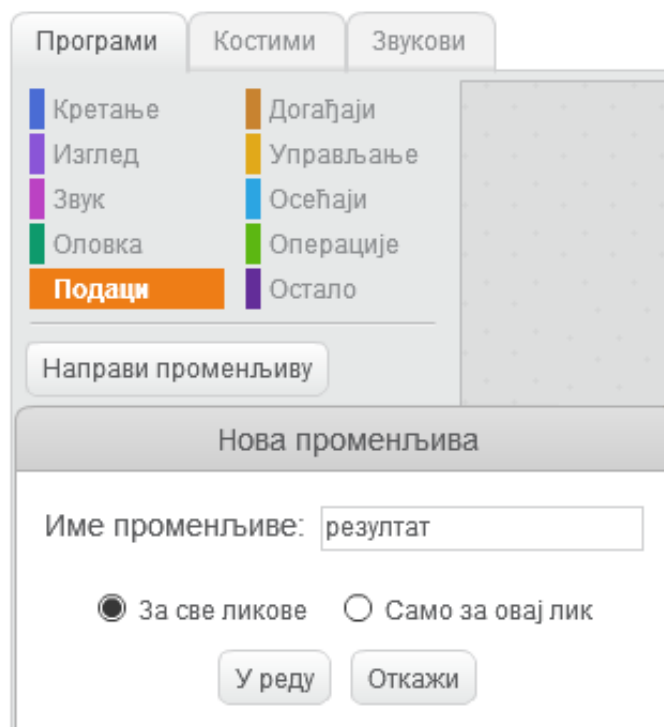 Програми Костими Звукови
Кретање Догађаји
Изглед Управљање
Звук Осећаји
Оловка Операције
Подаци Остало
Направи променљиву
Нова променљива
Име променљиве: резултат
За све ликове Само за овај лик
У реду Откажи